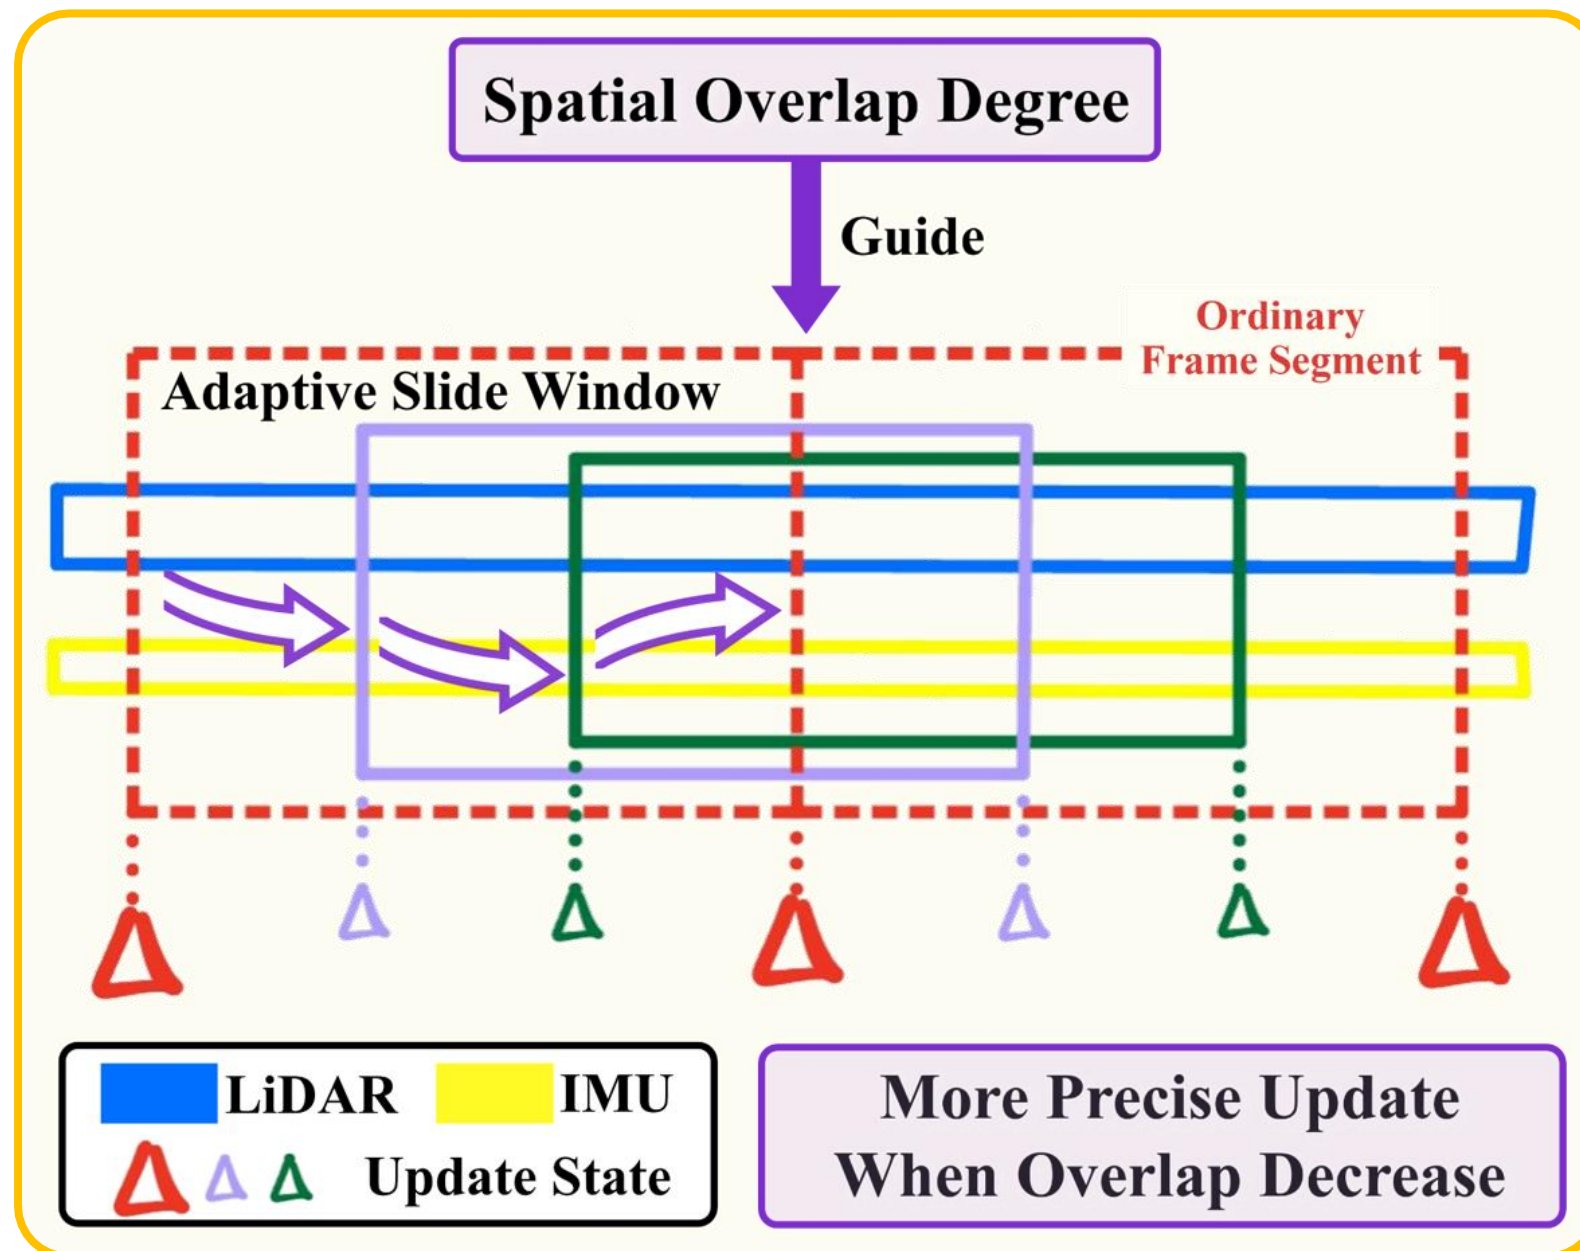 Spatial Overlap Degree
Guide
Ordinary
Frame Segment
Adaptive Slide Window
LiDAR IMU
Update State
More Precise Update
When Overlap Decrease